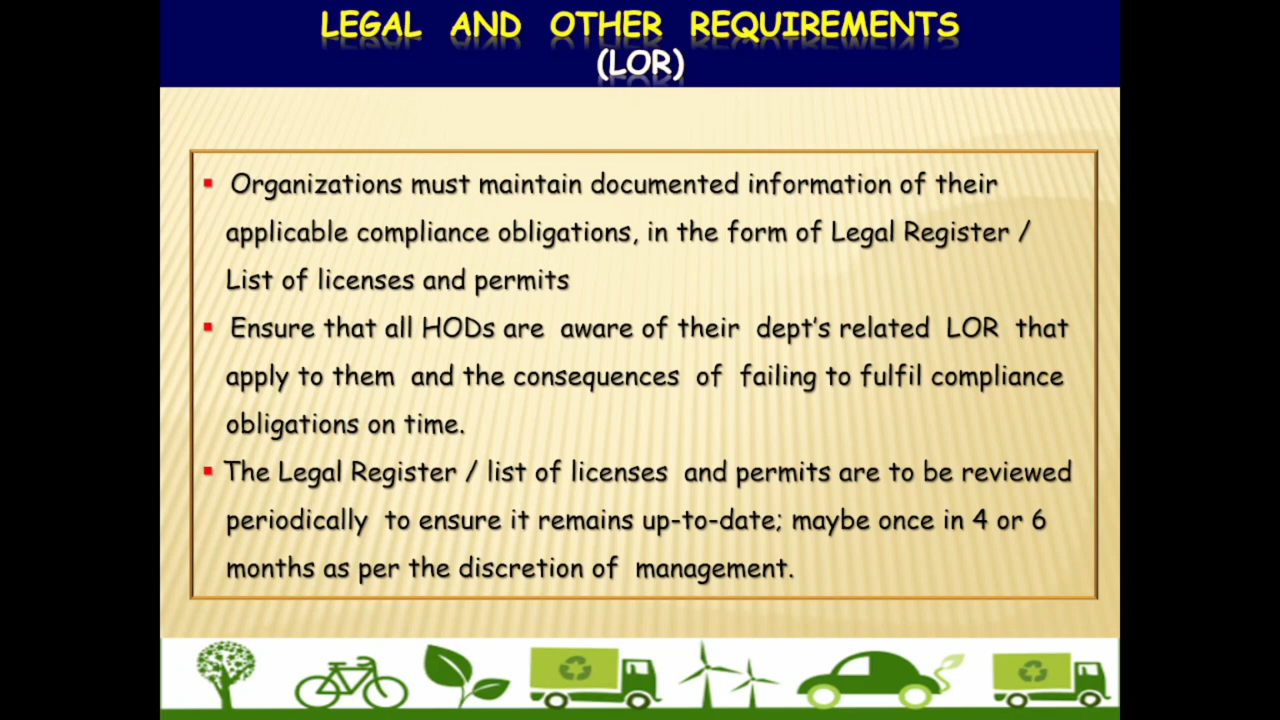 LEGAL AND OTHER REQUIREMENTS
(LOR)
▪ Organizations must maintain documented information of their
applicable compliance obligations, in the form of Legal Register /
List of licenses and permits
▪ Ensure that all HODs are aware of their dept's related LOR that
apply to them and the consequences of failing to fulfil compliance
obligations on time.
▪ The Legal Register / list of licenses and permits are to be reviewed
periodically to ensure it remains up-to-date; maybe once in 4 or 6
months as per the discretion of management.